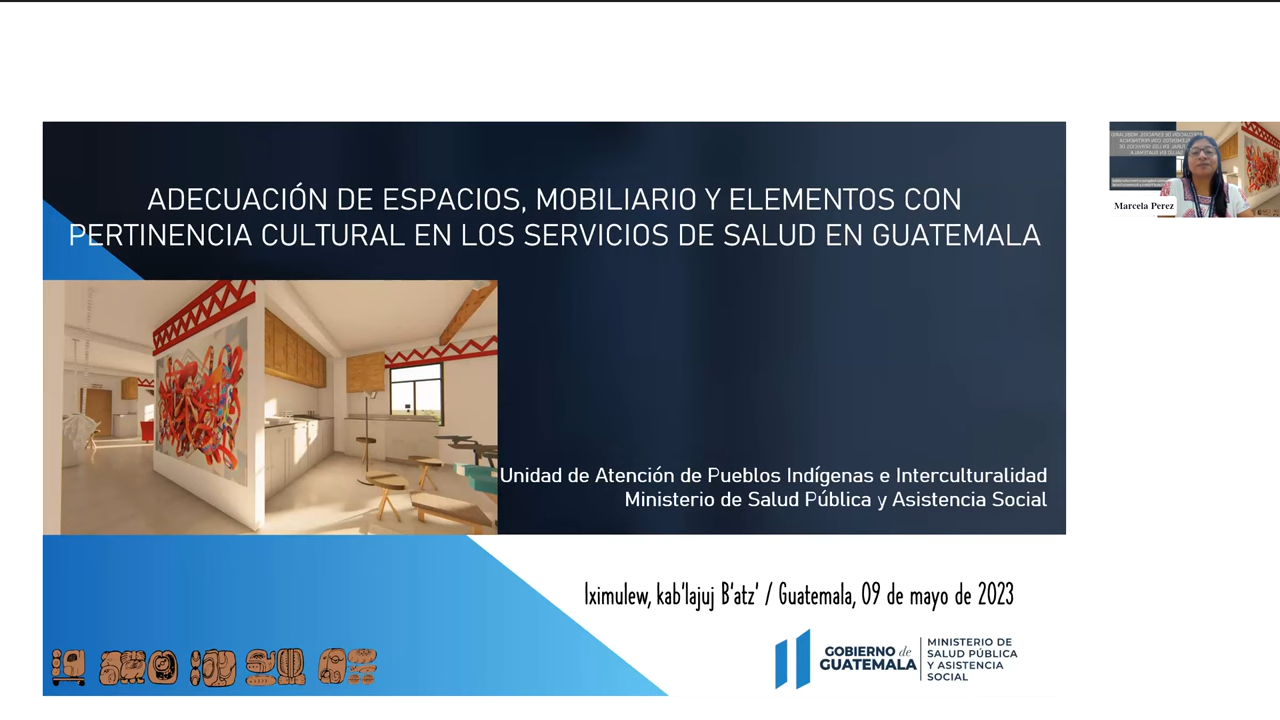 ADECUACIÓN DE ESPACIOS, MOBILIARIO Y ELEMENTOS CON
PERTINENCIA CULTURAL EN LOS SERVICIOS DE SALUD EN GUATEMALA
Marcela Perez
Unidad de Atención de Pueblos Indígenas e Interculturalidad
Ministerio de Salud Pública y Asistencia Social
Iximulew, kab'lajuj B'atz' / Guatemala, 09 de mayo de 2023
GOBIERNO de
GUATEMALA
MINISTERIO DE
SALUD PÚBLICA
Y ASISTENCIA
SOCIAL